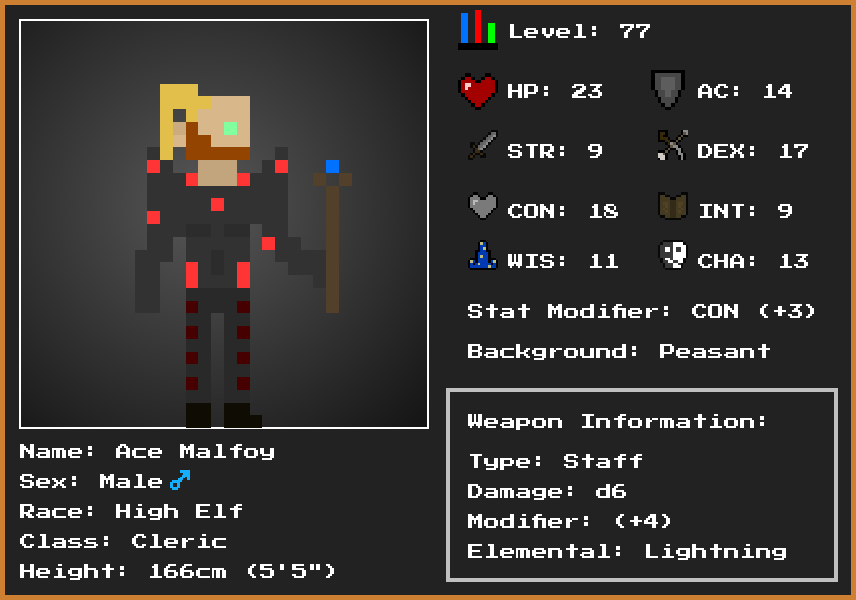 Level: 77
HP: 23
AC: 14
STR: 9
DEX: 17
CON: 18
INT: 9
WIS: 11
CHA: 13
Stat Modifier: CON (+3)
Background: Peasant
Weapon Information:
Type: Staff
Damage: d6
Modifier: (+4)
Elemental: Lightning
Name: Ace Malfoy
Sex: Male♂
Race: High Elf
Class: Cleric
Height: 166cm (5'5")